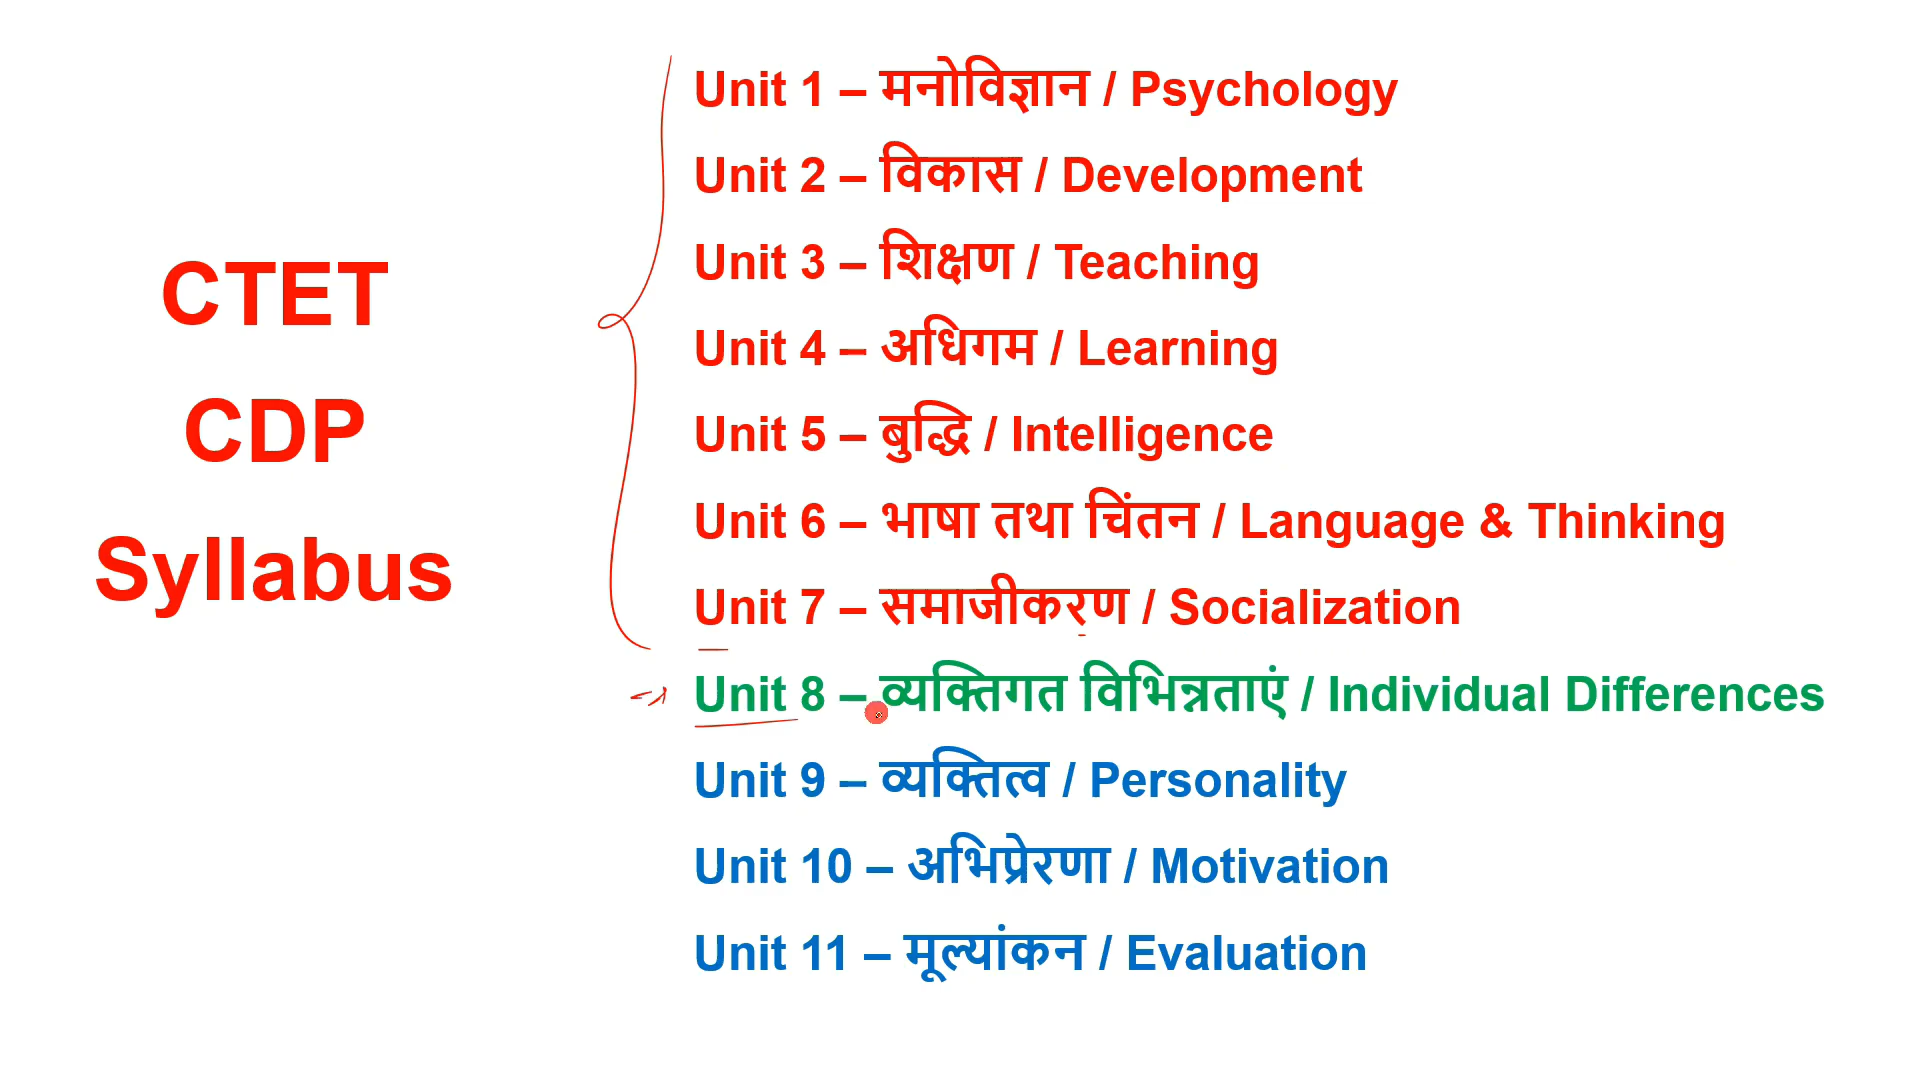 CTET
CDP
Syllabus
Unit 1 – मनोविज्ञान / Psychology
Unit 2 – विकास / Development
Unit 3 – शिक्षण / Teaching
Unit 4 – अधिगम / Learning
Unit 5 – बुद्धि / Intelligence
Unit 6 – भाषा तथा चिंतन / Language & Thinking
Unit 7 – समाजीकरण / Socialization
Unit 8 – व्यक्तिगत विभिन्नताएं / Individual Differences
Unit 9 – व्यक्तित्व / Personality
Unit 10 – अभिप्रेरणा / Motivation
Unit 11 – मूल्यांकन / Evaluation